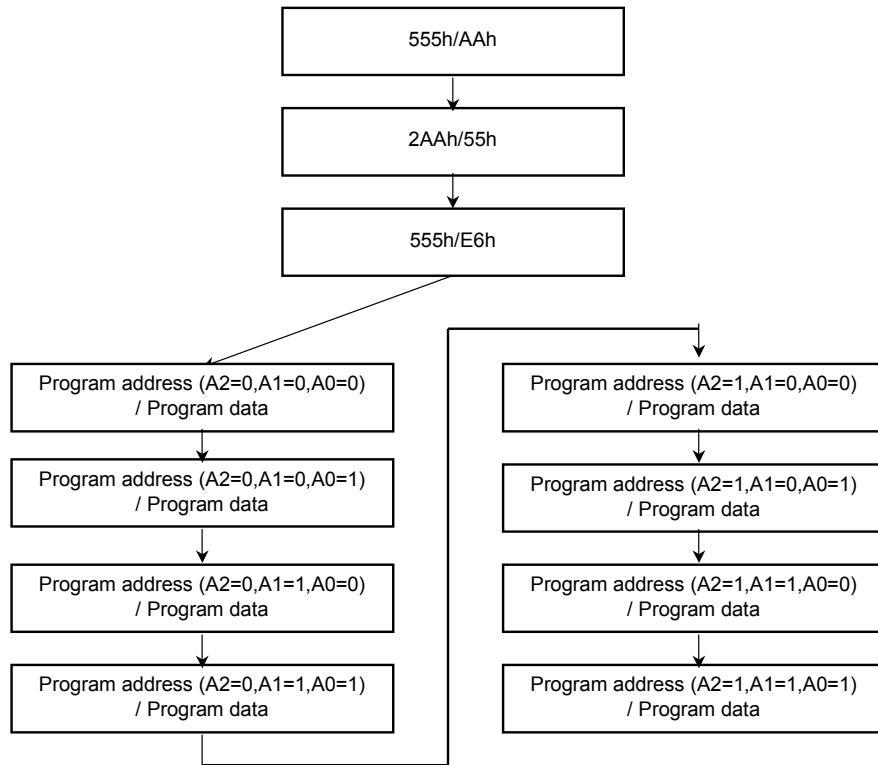 555h/AAh
2AAh/55h
555h/E6h
Program address (A2=0,A1=0,A0=0)
/ Program data
Program address (A2=0,A1=0,A0=1)
/ Program data
Program address (A2=0,A1=1,A0=0)
/ Program data
Program address (A2=0,A1=1,A0=1)
/ Program data
Program address (A2=1,A1=0,A0=0)
/ Program data
Program address (A2=1,A1=0,A0=1)
/ Program data
Program address (A2=1,A1=1,A0=0)
/ Program data
Program address (A2=1,A1=1,A0=1)
/ Program data